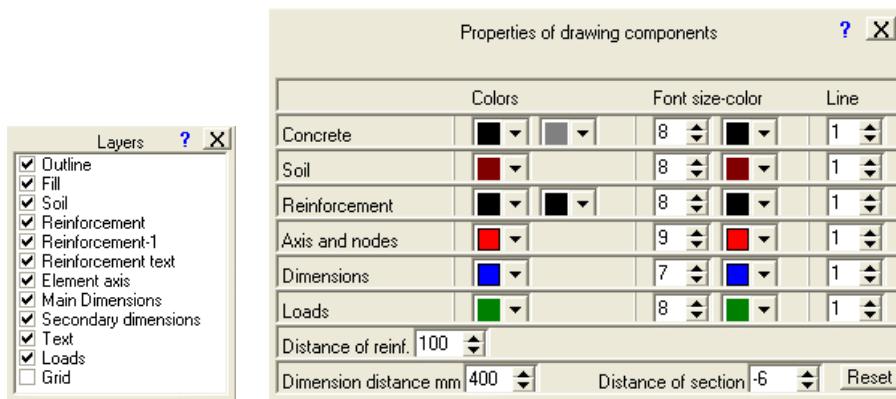 Properties of drawing components ? X
Colors Font size-color Line
Concrete 8 1
Soil 8 1
Reinforcement 8 1
Axis and nodes 9 1
Dimensions 7 1
Loads 8 1
Distance of reinf. 100
Dimension distance mm 400 Distance of section -6 Reset
Layers ? X
Outline
Fill
Soil
Reinforcement
Reinforcement-1
Reinforcement text
Element axis
Main Dimensions
Secondary dimensions
Text
Loads
Grid